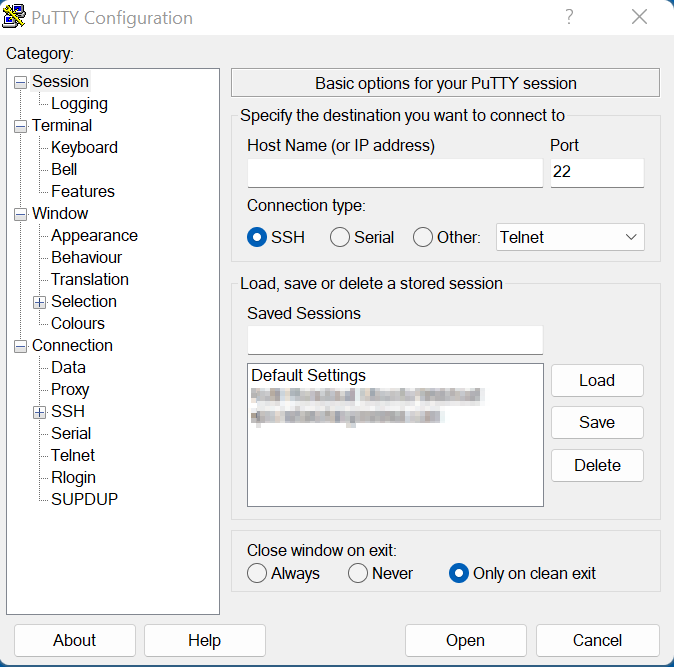 PuTTY Configuration
?
Category:
Session
Logging
Terminal
Keyboard
Bell
Features
Window
Appearance
Behaviour
Translation
Selection
Colours
Connection
Data
Proxy
SSH
Serial
Telnet
Rlogin
SUPDUP
Basic options for your PuTTY session
Specify the destination you want to connect to
Host Name (or IP address) Port
22
Connection type:
SSH Serial Other: Telnet
Load, save or delete a stored session
Saved Sessions
Default Settings
Load
Save
Delete
Close window on exit:
Always Never Only on clean exit
About Help Open Cancel